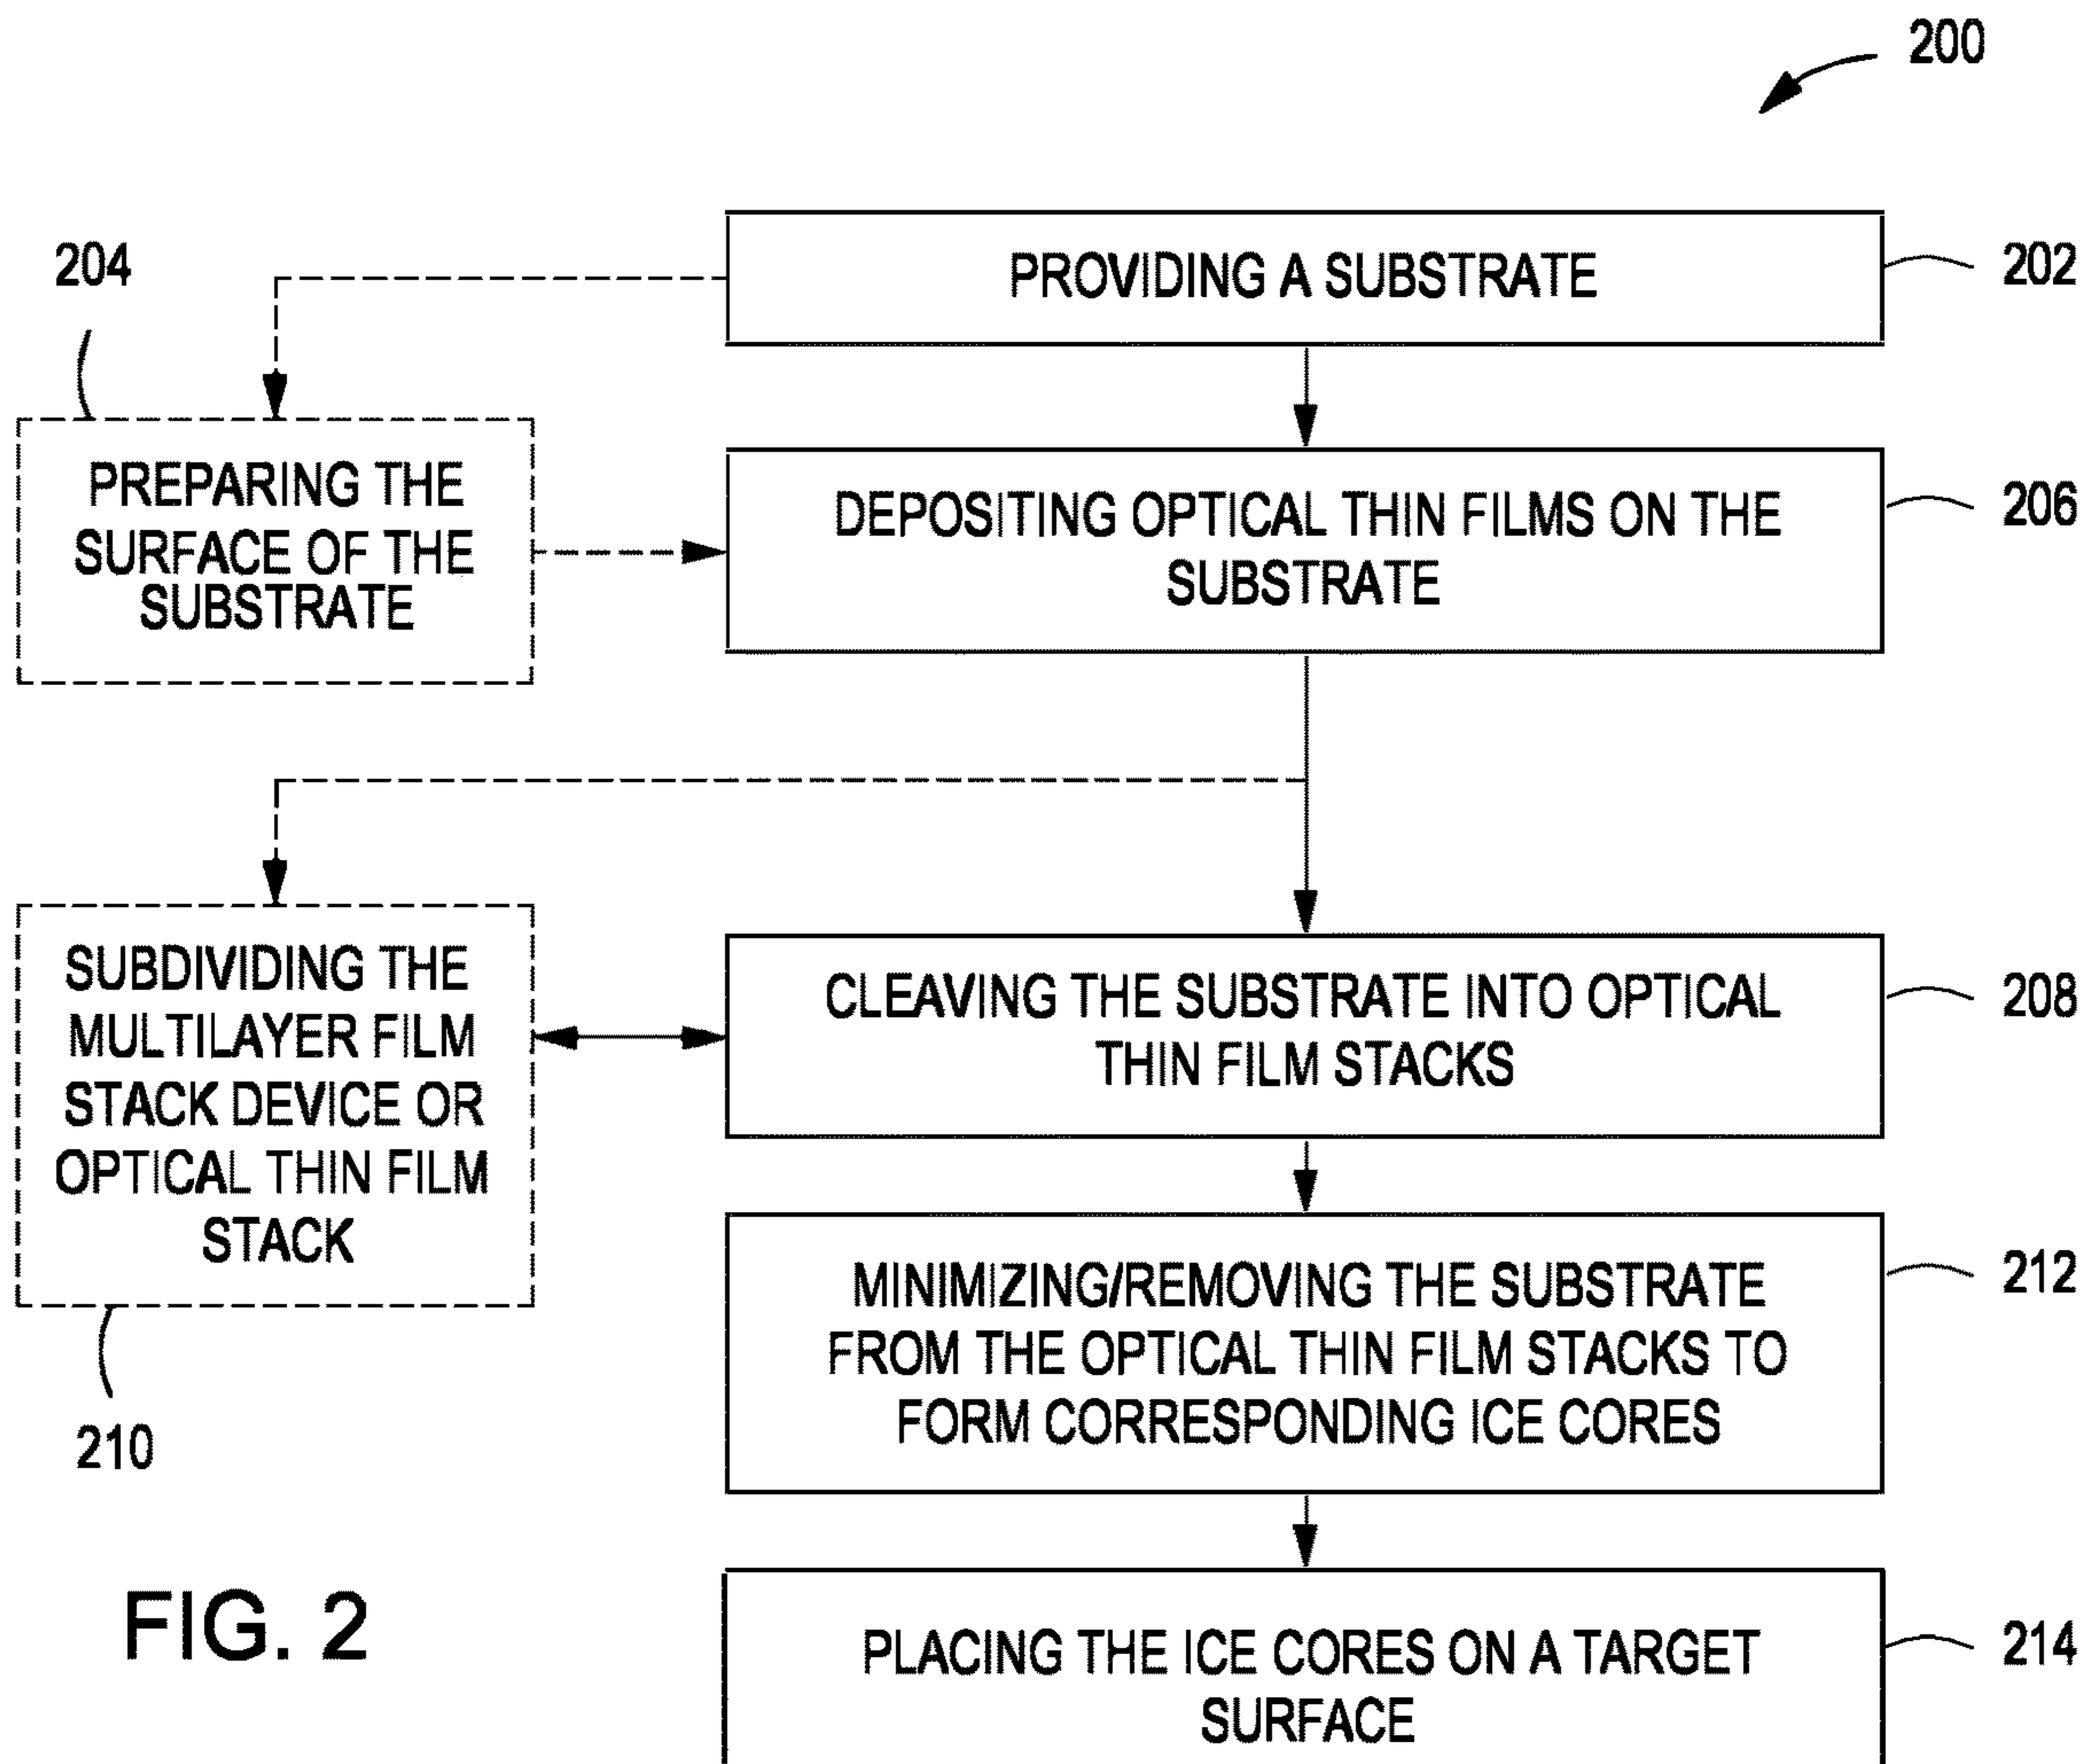 200
PROVIDING A SUBSTRATE
202
204
PREPARING THE
SURFACE OF THE
SUBSTRATE
DEPOSITING OPTICAL THIN FILMS ON THE
SUBSTRATE
206
SUBDIVIDING THE
MULTILAYER FILM
STACK DEVICE OR
OPTICAL THIN FILM
STACK
210
CLEAVING THE SUBSTRATE INTO OPTICAL
THIN FILM STACKS
208
MINIMIZING/REMOVING THE SUBSTRATE
FROM THE OPTICAL THIN FILM STACKS TO
FORM CORRESPONDING ICE CORES
212
PLACING THE ICE CORES ON A TARGET
SURFACE
214
FIG. 2